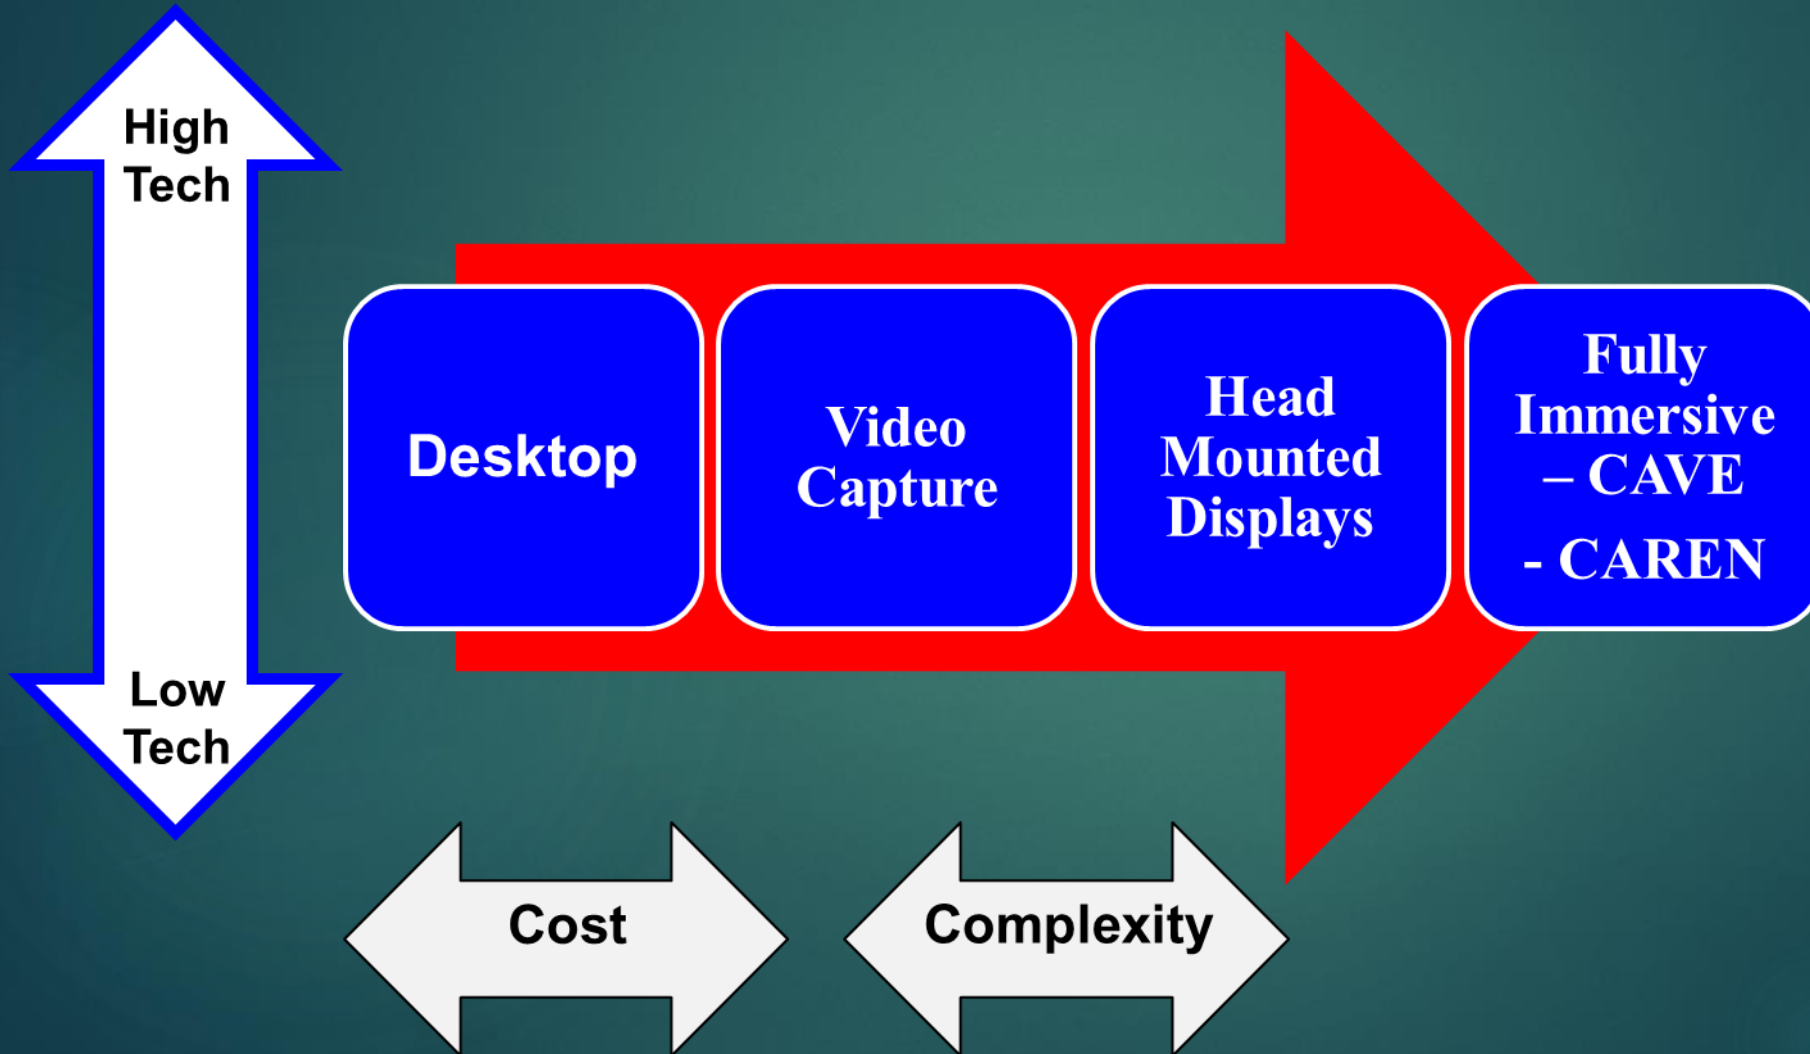 High
Tech
Low
Tech
Desktop
Video
Capture
Head
Mounted
Displays
Fully
Immersive
– CAVE
- CAREN
Cost
Complexity